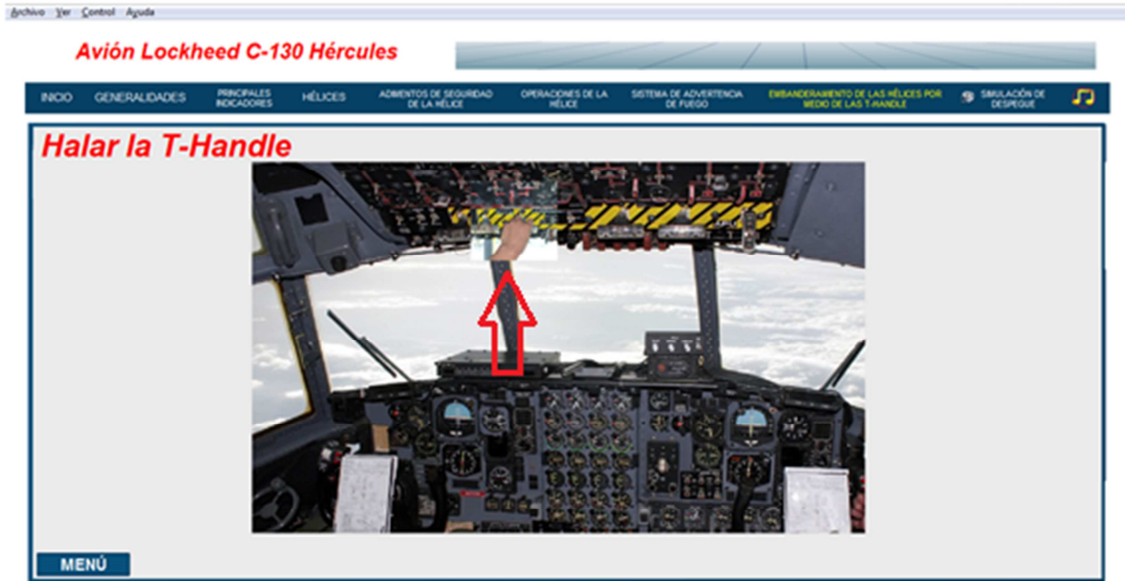 Archivo Ver Control Ayuda
Avión Lockheed C-130 Hércules
INICIO
GENERALIDADES
PRINCIPALES
INDICADORES
HÉLICES
ADIMENTOS DE SEGURIDAD
DE LA HÉLICE
OPERACIONES DE LA
HÉLICE
SISTEMA DE ADVERTENCIA
DE FUEGO
EMBANDERAMIENTO DE LAS HÉLICES POR
MEDIO DE LAS T-HANDLE
SIMULACIÓN DE
DESPEGUE
Halar la T-Handle
MENÚ